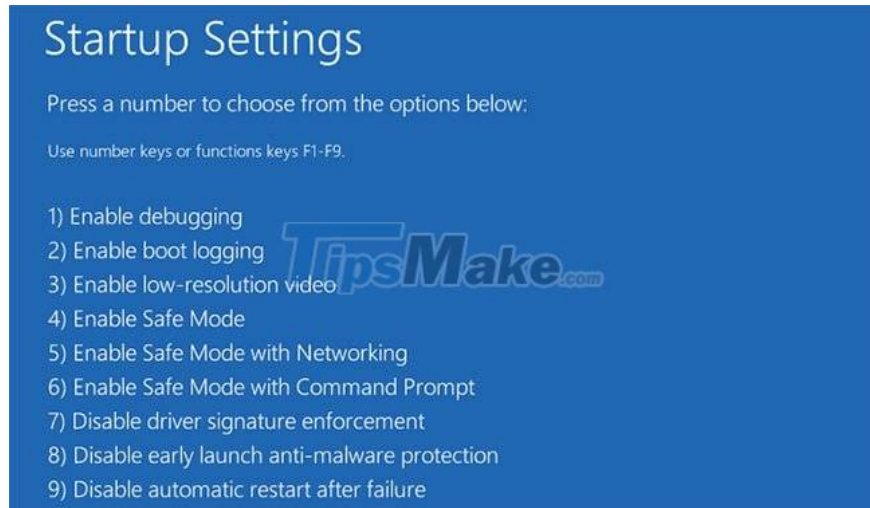 Startup Settings
Press a number to choose from the options below:
Use number keys or functions keys F1-F9.
1) Enable debugging
2) Enable boot logging
3) Enable low-resolution video
TipsMake.com
4) Enable Safe Mode
5) Enable Safe Mode with Networking
6) Enable Safe Mode with Command Prompt
7) Disable driver signature enforcement
8) Disable early launch anti-malware protection
9) Disable automatic restart after failure